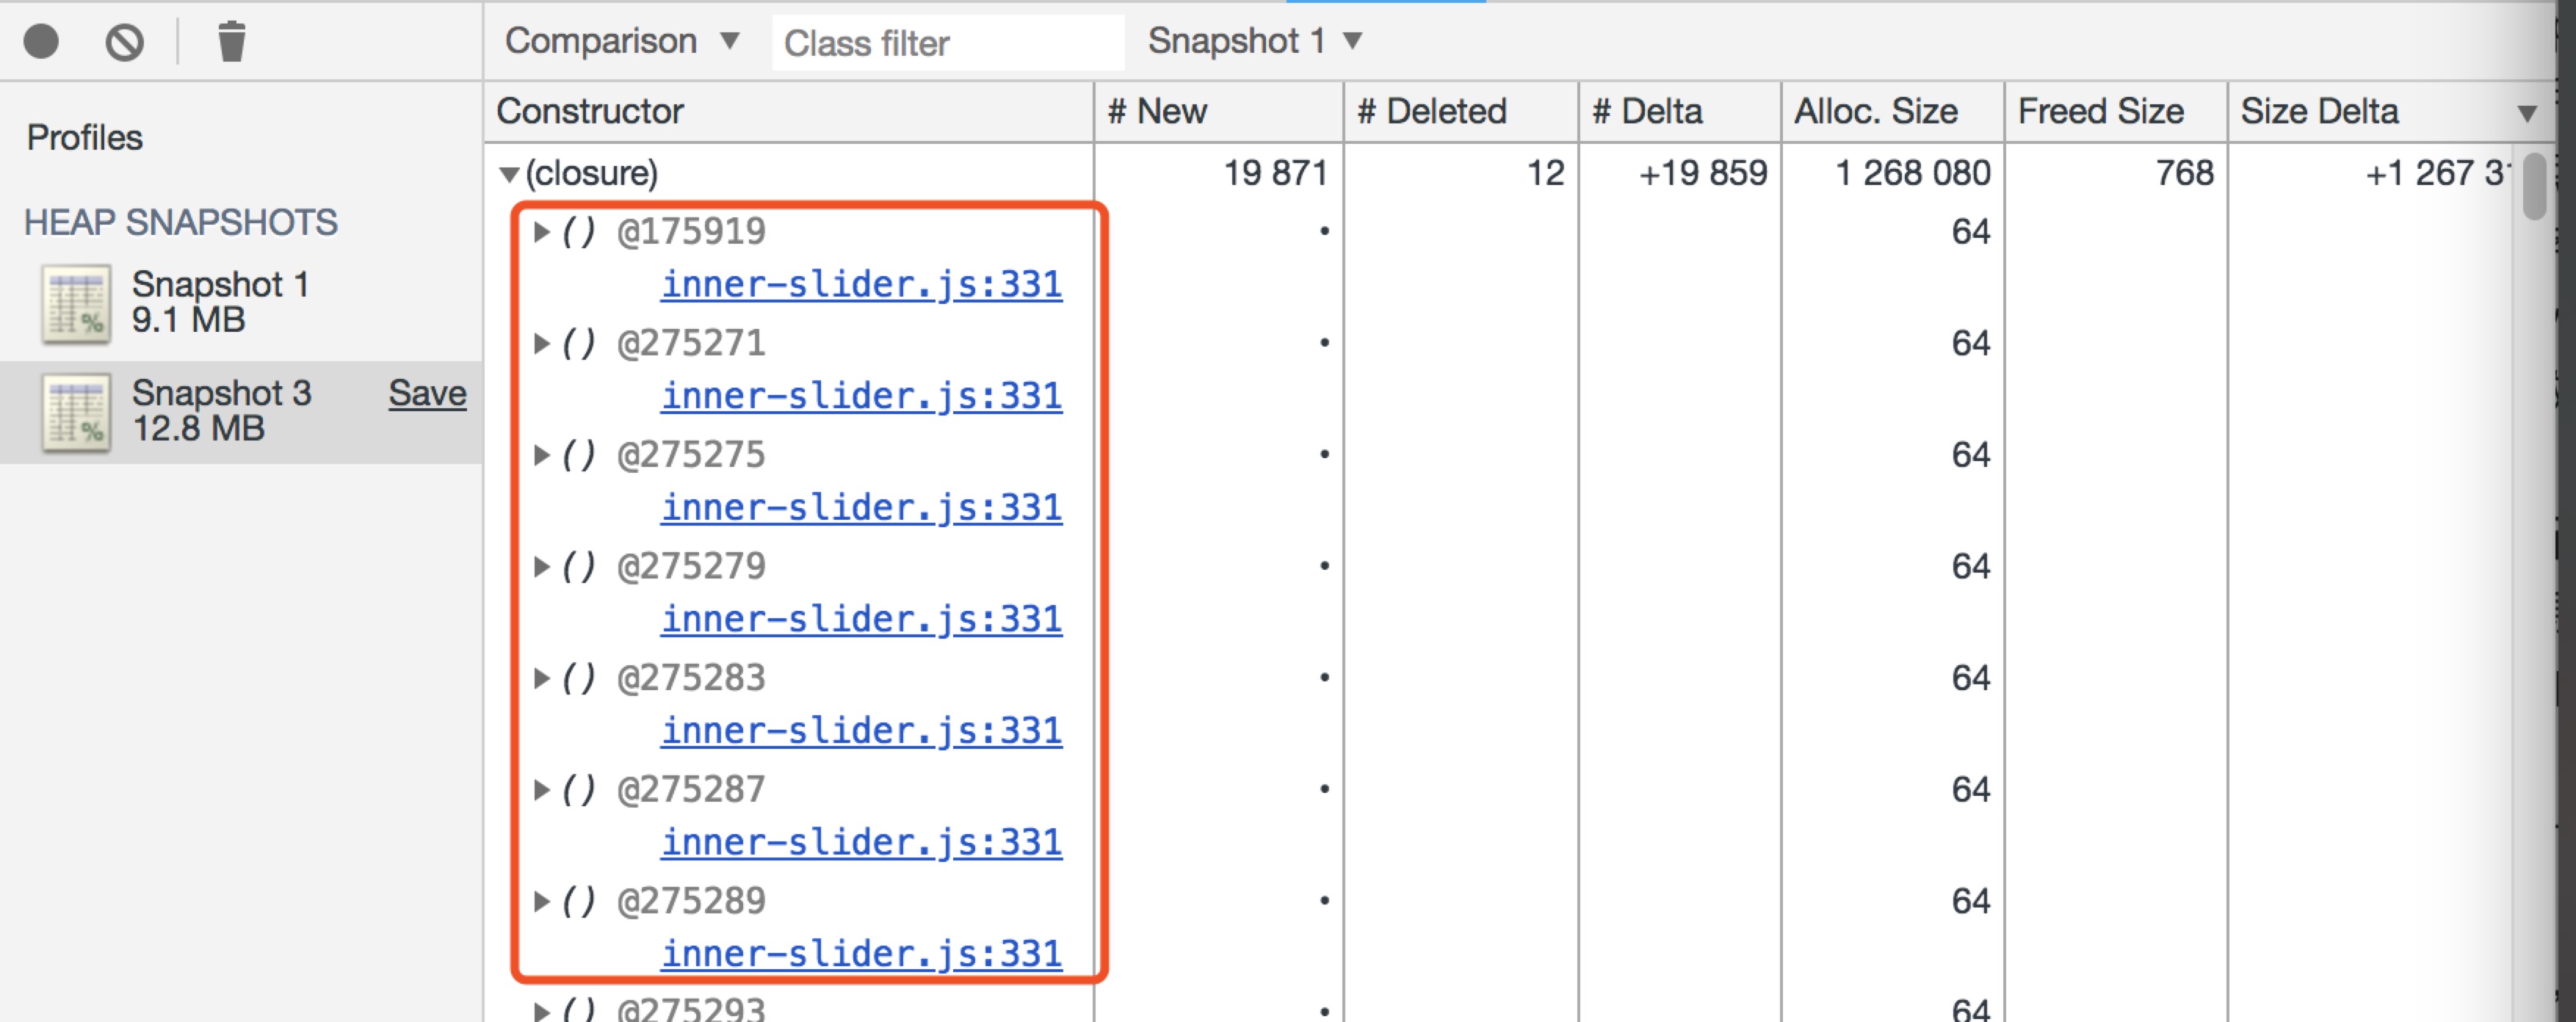 Comparison ▼ Class filter Snapshot 1 ▼
Profiles
HEAP SNAPSHOTS
Snapshot 1
9.1 MB
Snapshot 3 Save
12.8 MB
Constructor # New # Deleted # Delta Alloc. Size Freed Size Size Delta ▼
▼(closure) 19 871 12 +19 859 1 268 080 768 +1 267 3
▶() @175919 • 64
inner-slider.js:331
▶() @275271 • 64
inner-slider.js:331
▶() @275275 • 64
inner-slider.js:331
▶() @275279 • 64
inner-slider.js:331
▶() @275283 • 64
inner-slider.js:331
▶() @275287 • 64
inner-slider.js:331
▶() @275289 • 64
inner-slider.js:331
▶() @275293 • 64